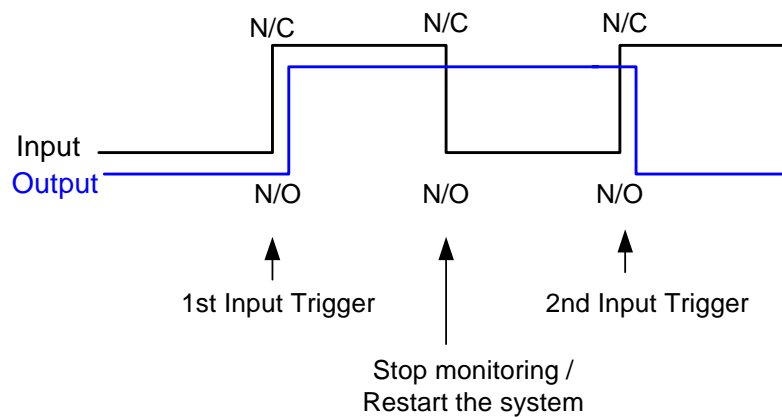 N/C N/C N/C
Input
Output
N/O N/O N/O
1st Input Trigger 2nd Input Trigger
Stop monitoring /
Restart the system